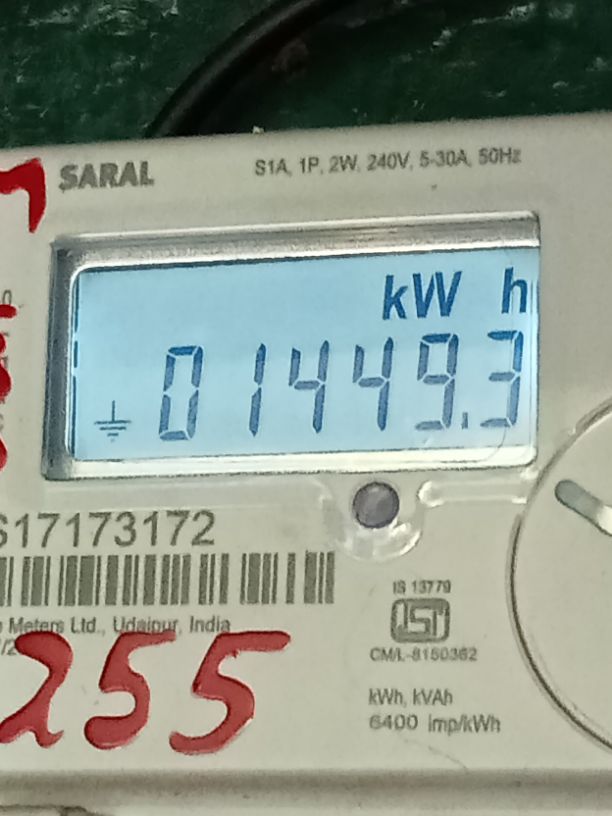 SARAL
S1A, 1P, 2W, 240V, 5-30A, 50Hz
kW h
01449.3
S17173172
Meters Ltd., Udaipur, India
IS 13779
ISI
CM/L-8150362
255
kWh, kVAh
6400 imp/kWh